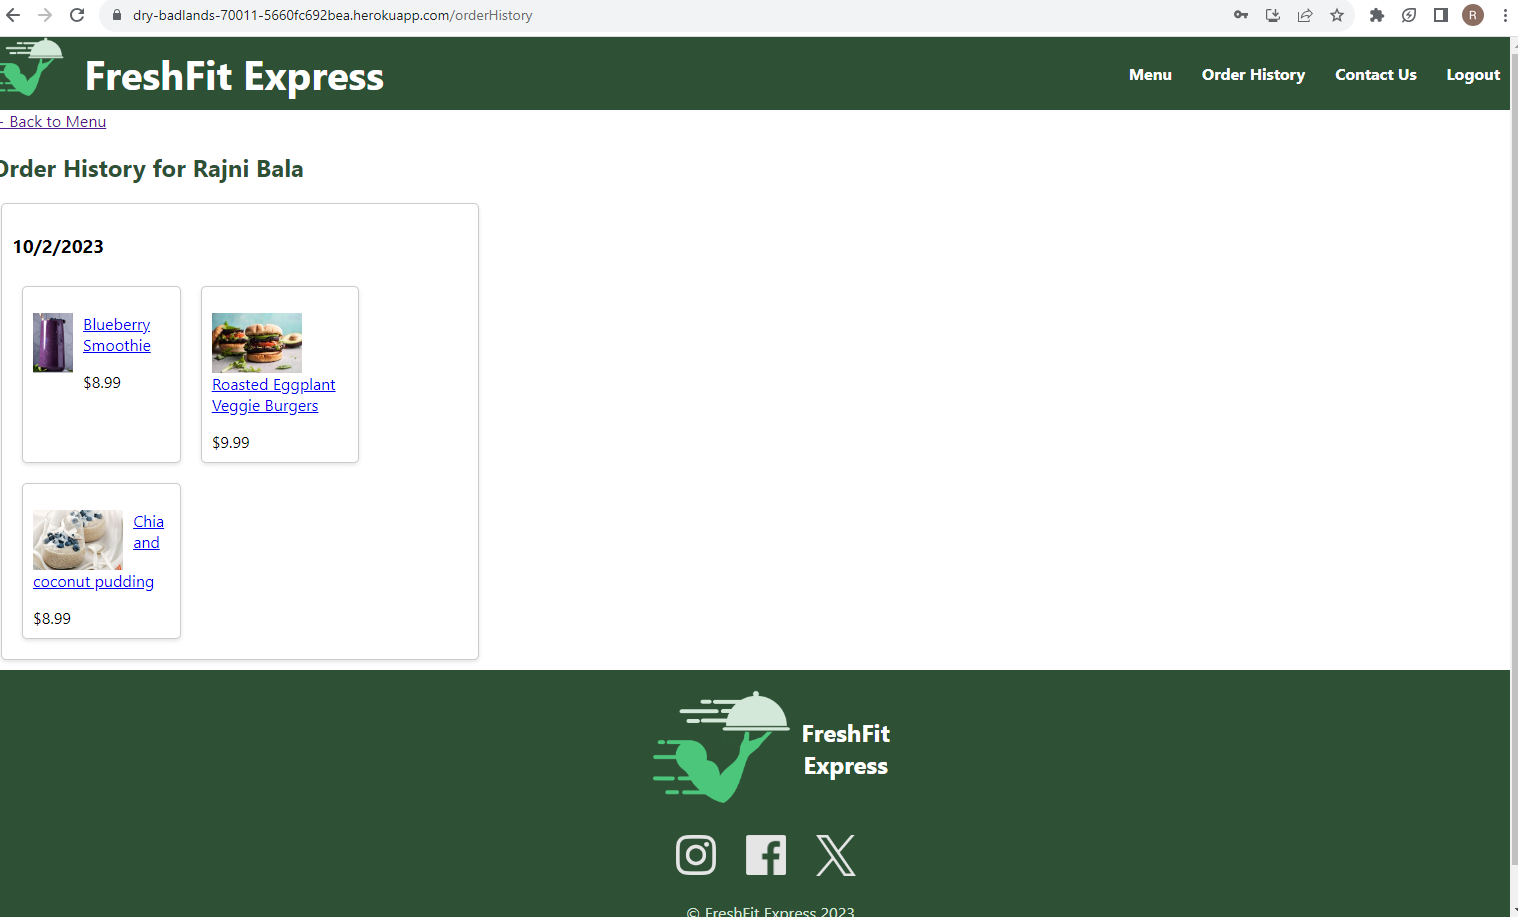 dry-badlands-70011-5660fc692bea.herokuapp.com/orderHistory
R
FreshFit Express
Menu
Order History
Contact Us
Logout
- Back to Menu
Order History for Rajni Bala
10/2/2023
Blueberry
Smoothie
$8.99
Roasted Eggplant
Veggie Burgers
$9.99
Chia
and
coconut pudding
$8.99
FreshFit
Express
© FreshFit Express 2023